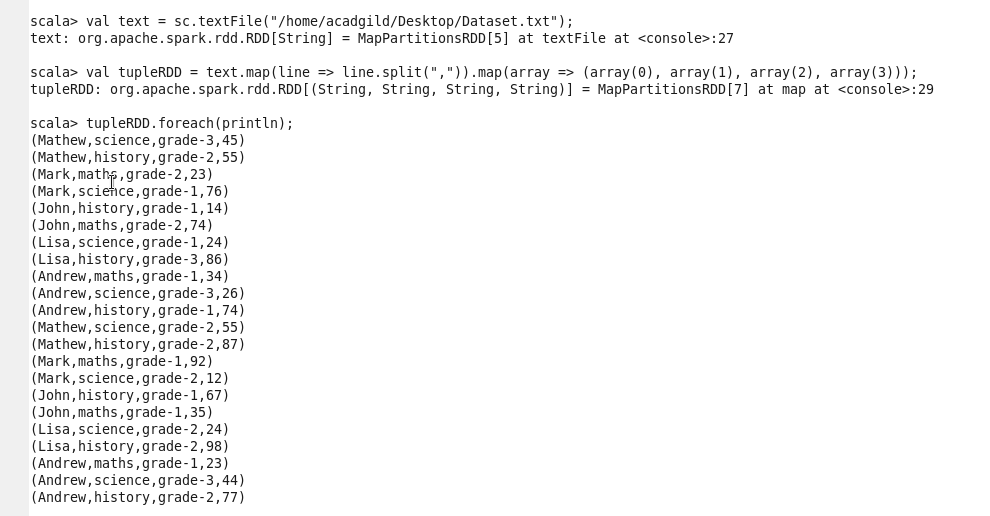 scala> val text = sc.textFile("/home/acadgild/Desktop/Dataset.txt");
text: org.apache.spark.rdd.RDD[String] = MapPartitionsRDD[5] at textFile at <console>:27
scala> val tupleRDD = text.map(line => line.split(",")).map(array => (array(0), array(1), array(2), array(3)));
tupleRDD: org.apache.spark.rdd.RDD[(String, String, String, String)] = MapPartitionsRDD[7] at map at <console>:29
scala> tupleRDD.foreach(println);
(Mathew,science,grade-3,45)
(Mathew,history,grade-2,55)
(Mark,maths,grade-2,23)
(Mark,science,grade-1,76)
(John,history,grade-1,14)
(John,maths,grade-2,74)
(Lisa,science,grade-1,24)
(Lisa,history,grade-3,86)
(Andrew,maths,grade-1,34)
(Andrew,science,grade-3,26)
(Andrew,history,grade-1,74)
(Mathew,science,grade-2,55)
(Mathew,history,grade-2,87)
(Mark,maths,grade-1,92)
(Mark,science,grade-2,12)
(John,history,grade-1,67)
(John,maths,grade-1,35)
(Lisa,science,grade-2,24)
(Lisa,history,grade-2,98)
(Andrew,maths,grade-1,23)
(Andrew,science,grade-3,44)
(Andrew,history,grade-2,77)